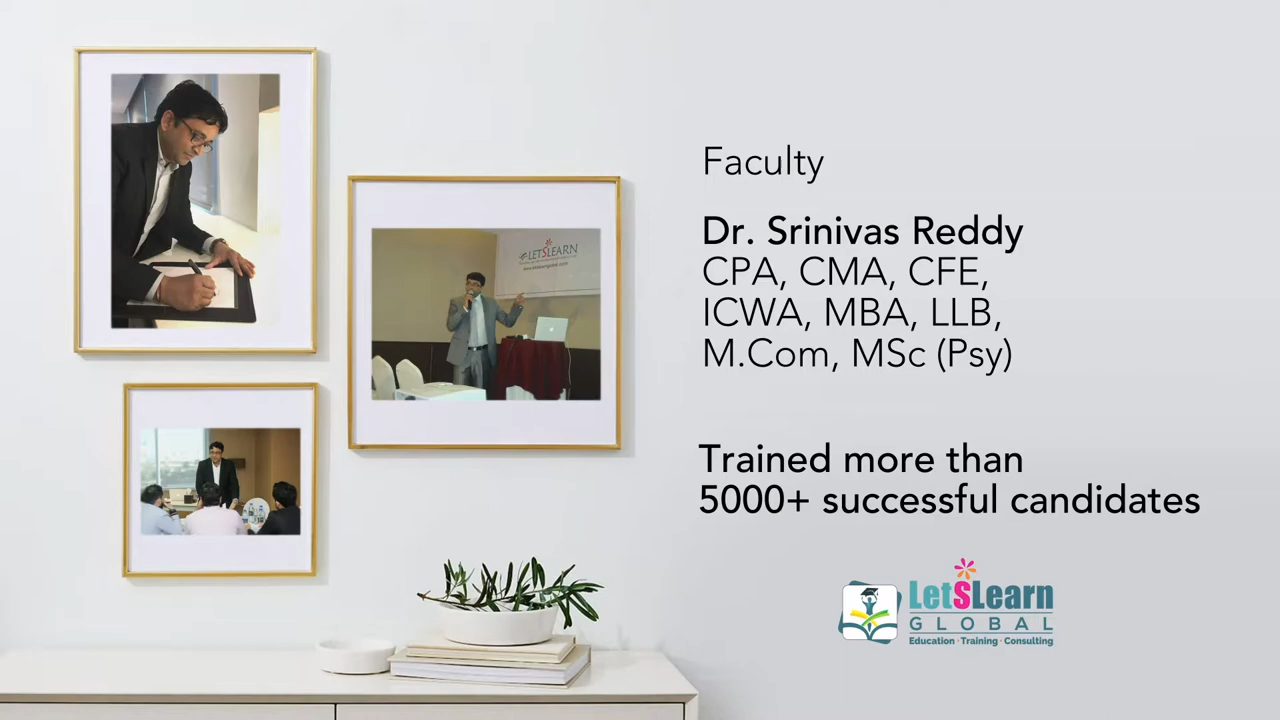 Faculty
Dr. Srinivas Reddy
CPA, CMA, CFE,
ICWA, MBA, LLB,
M.Com, MSc (Psy)
Trained more than
5000+ successful candidates
LetSLearn
GLOBAL
Education · Training · Consulting
LETSLEARN